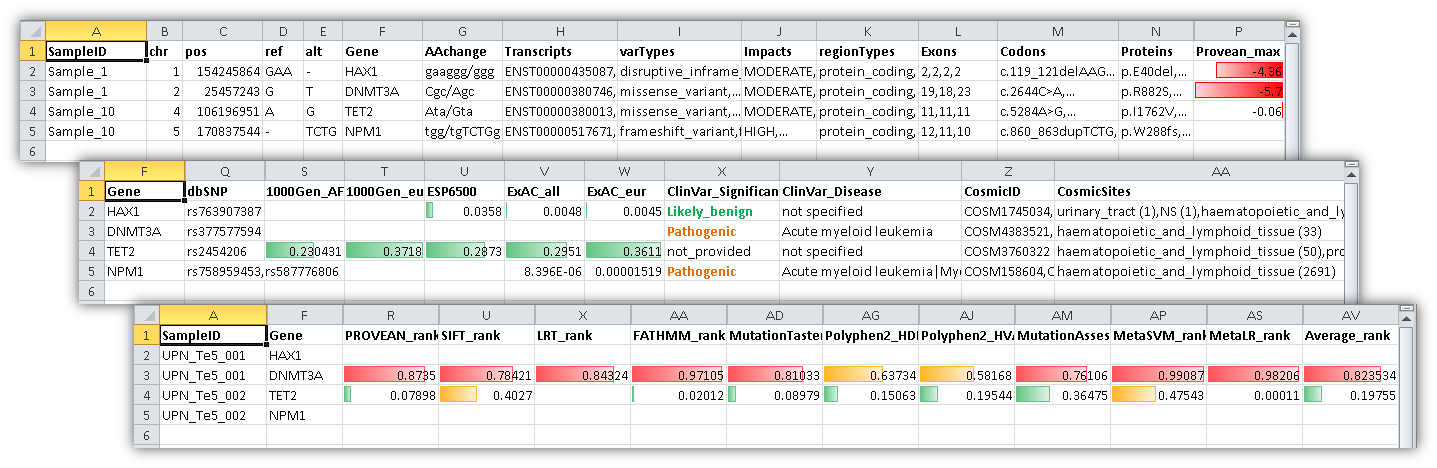 A B C D E F G H I J K L M N P
1 SampleID chr pos ref alt Gene AAchange Transcripts varTypes Impacts regionTypes Exons Codons Proteins Provean_max
2 Sample_1 1 154245864 GAA - HAX1 gaaggg/ggg ENST00000435087, disruptive_inframe_ MODERATE, protein_coding, 2,2,2,2 c.119_121delAAG... p.E40del,... -4.36
3 Sample_1 2 25457243 G T DNMT3A Cgc/Agc ENST00000380746, missense_variant,... MODERATE, protein_coding, 19,18,23 c.2644C>A,... p.R882S,... -5.7
4 Sample_10 4 106196951 A G TET2 Ata/Gta ENST00000380013, missense_variant,... MODERATE, protein_coding, 11,11,11 c.5284A>G,... p.I1762V,... -0.06
5 Sample_10 5 170837544 - TCTG NPM1 tgg/tgTCTGg ENST00000517671, frameshift_variant,f HIGH,... protein_coding, 12,11,10 c.860_863dupTCTG, p.W288fs,...
6
F Q S T U V W X Y Z AA
1 Gene dbSNP 1000Gen_AF 1000Gen_eu ESP6500 ExAC_all ExAC_eur ClinVar_Significan ClinVar_Disease CosmicID CosmicSites
2 HAX1 rs763907387 0.0358 0.0048 0.0045 Likely_benign not specified COSM1745034, urinary_tract (1),NS (1),haematopoietic_and_ly
3 DNMT3A rs377577594 Pathogenic Acute myeloid leukemia COSM4383521, haematopoietic_and_lymphoid_tissue (33)
4 TET2 rs2454206 0.230431 0.3718 0.2873 0.2951 0.3611 not_provided not specified COSM3760322 haematopoietic_and_lymphoid_tissue (50),pro
5 NPM1 rs758959453,rs587776806 8.396E-06 0.00001519 Pathogenic Acute myeloid leukemia|Mye COSM158604,C haematopoietic_and_lymphoid_tissue (2691)
6
A F R U X AA AD AG AJ AM AP AS AV
1 SampleID Gene PROVEAN_rank SIFT_rank LRT_rank FATHMM_rank MutationTaster Polyphen2_HDI Polyphen2_HVA MutationAsses MetaSVM_rank MetaLR_rank Average_rank
2 UPN_Te5_001 HAX1
3 UPN_Te5_001 DNMT3A 0.8735 0.78421 0.84324 0.97105 0.81033 0.63734 0.58168 0.76106 0.99087 0.98206 0.823534
4 UPN_Te5_002 TET2 0.07898 0.4027 0.02012 0.08979 0.15063 0.19544 0.36475 0.47543 0.00011 0.19755
5 UPN_Te5_002 NPM1
6